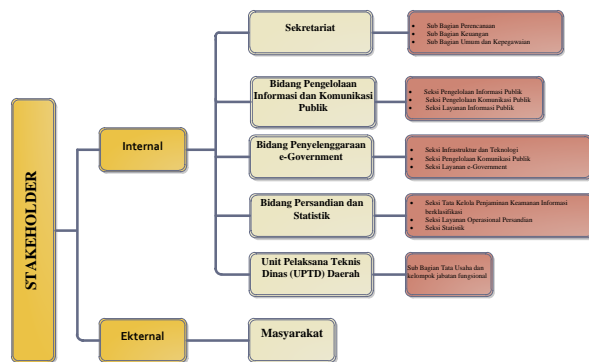 STAKEHOLDER
Internal
Sekretariat
• Sub Bagian Perencanaan
• Sub Bagian Keuangan
• Sub Bagian Umum dan Kepegawaian
Bidang Pengelolaan
Informasi dan Komunikasi
Publik
• Seksi Pengelolaan Informasi Publik
• Seksi Pengelolaan Komunikasi Publik
• Seksi Layanan Informasi Publik
Bidang Penyelenggaraan
e-Government
• Seksi Infrastruktur dan Teknologi
• Seksi Pengelolaan Komunikasi Publik
• Seksi Layanan e-Government
Bidang Persandian dan
Statistik
• Seksi Tata Kelola Penjaminan Keamanan Informasi
berklasifikasi
• Seksi Layanan Operasional Persandian
• Seksi Statistik
Unit Pelaksana Teknis
Dinas (UPTD) Daerah
Sub Bagian Tata Usaha dan
kelompok jabatan fungsional
Ekternal
Masyarakat